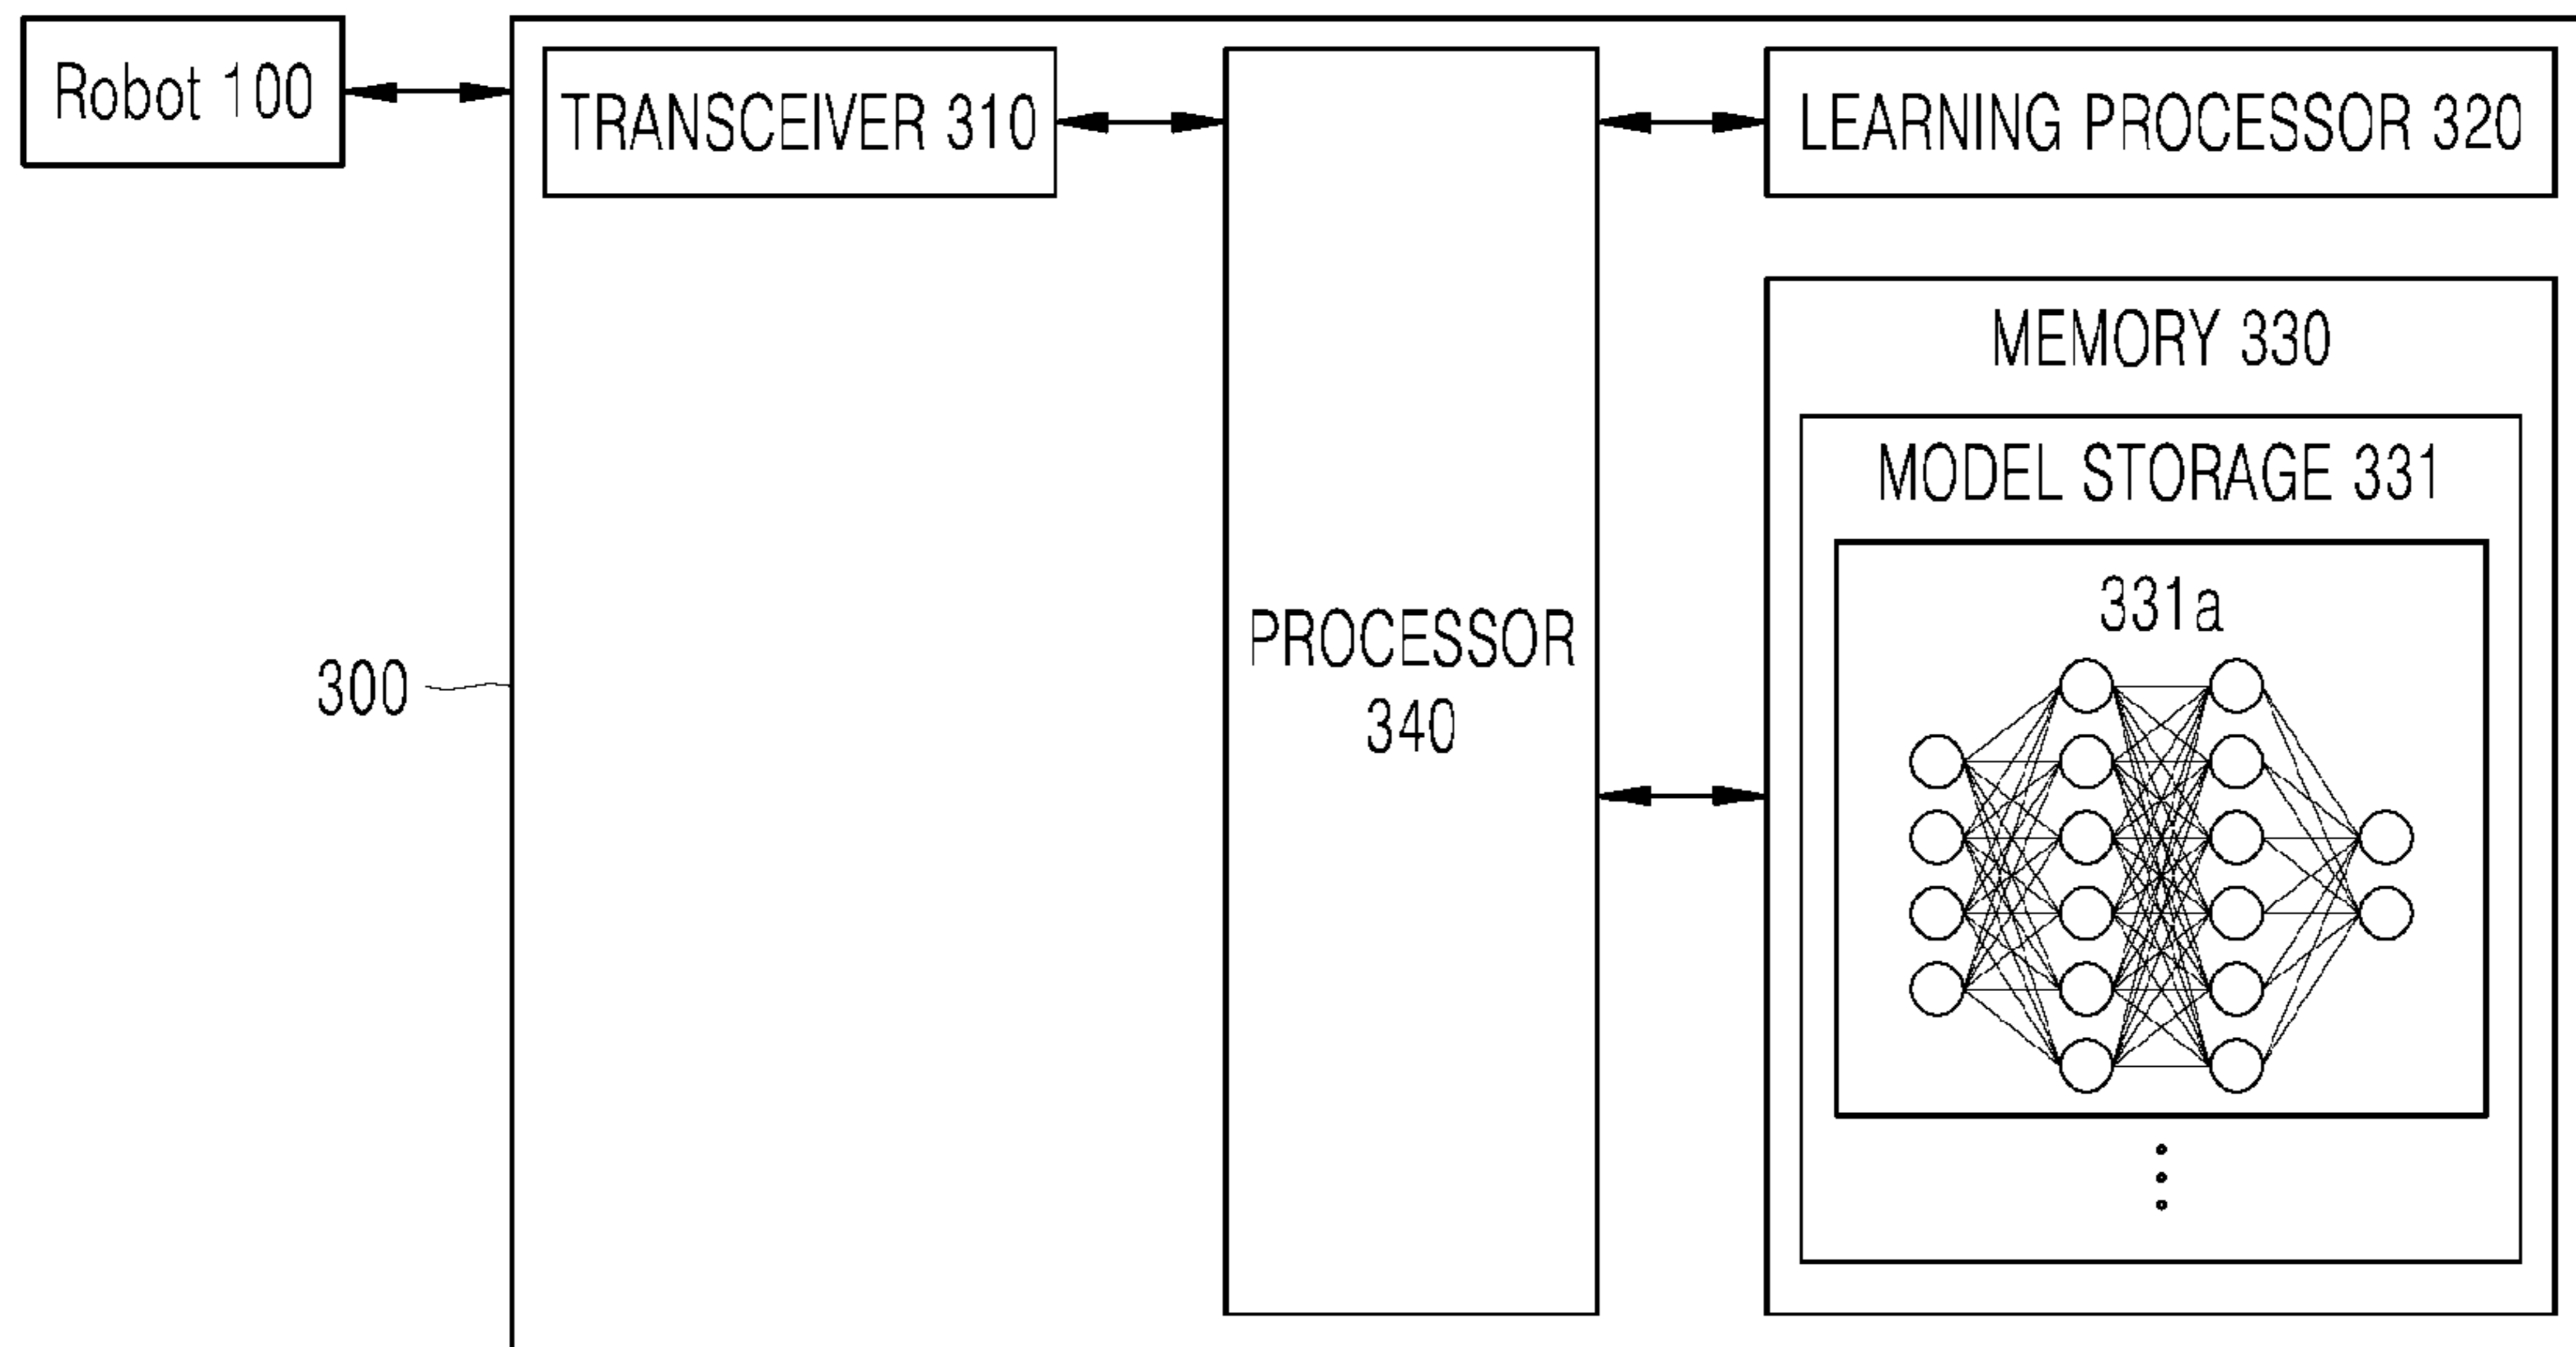 Robot 100
TRANSCEIVER 310
LEARNING PROCESSOR 320
MEMORY 330
MODEL STORAGE 331
331a
PROCESSOR
340
300